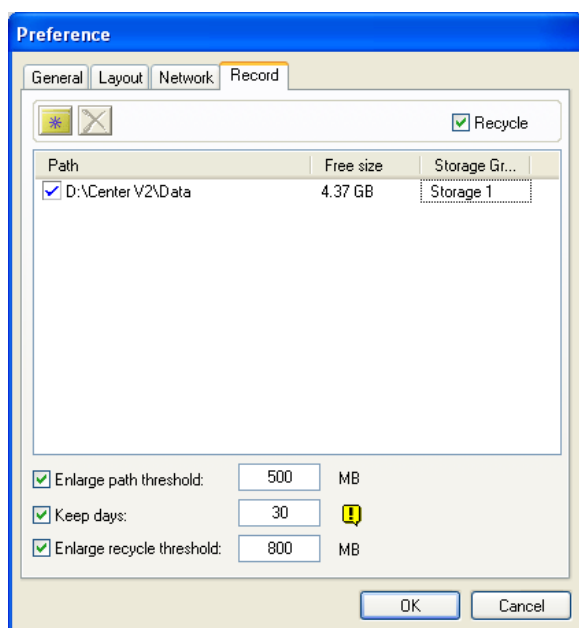 Preference
General Layout Network Record
Recycle
Path Free size Storage Gr...
D:\Center V2\Data 4.37 GB Storage 1
Enlarge path threshold: 500 MB
Keep days: 30
Enlarge recycle threshold: 800 MB
OK Cancel